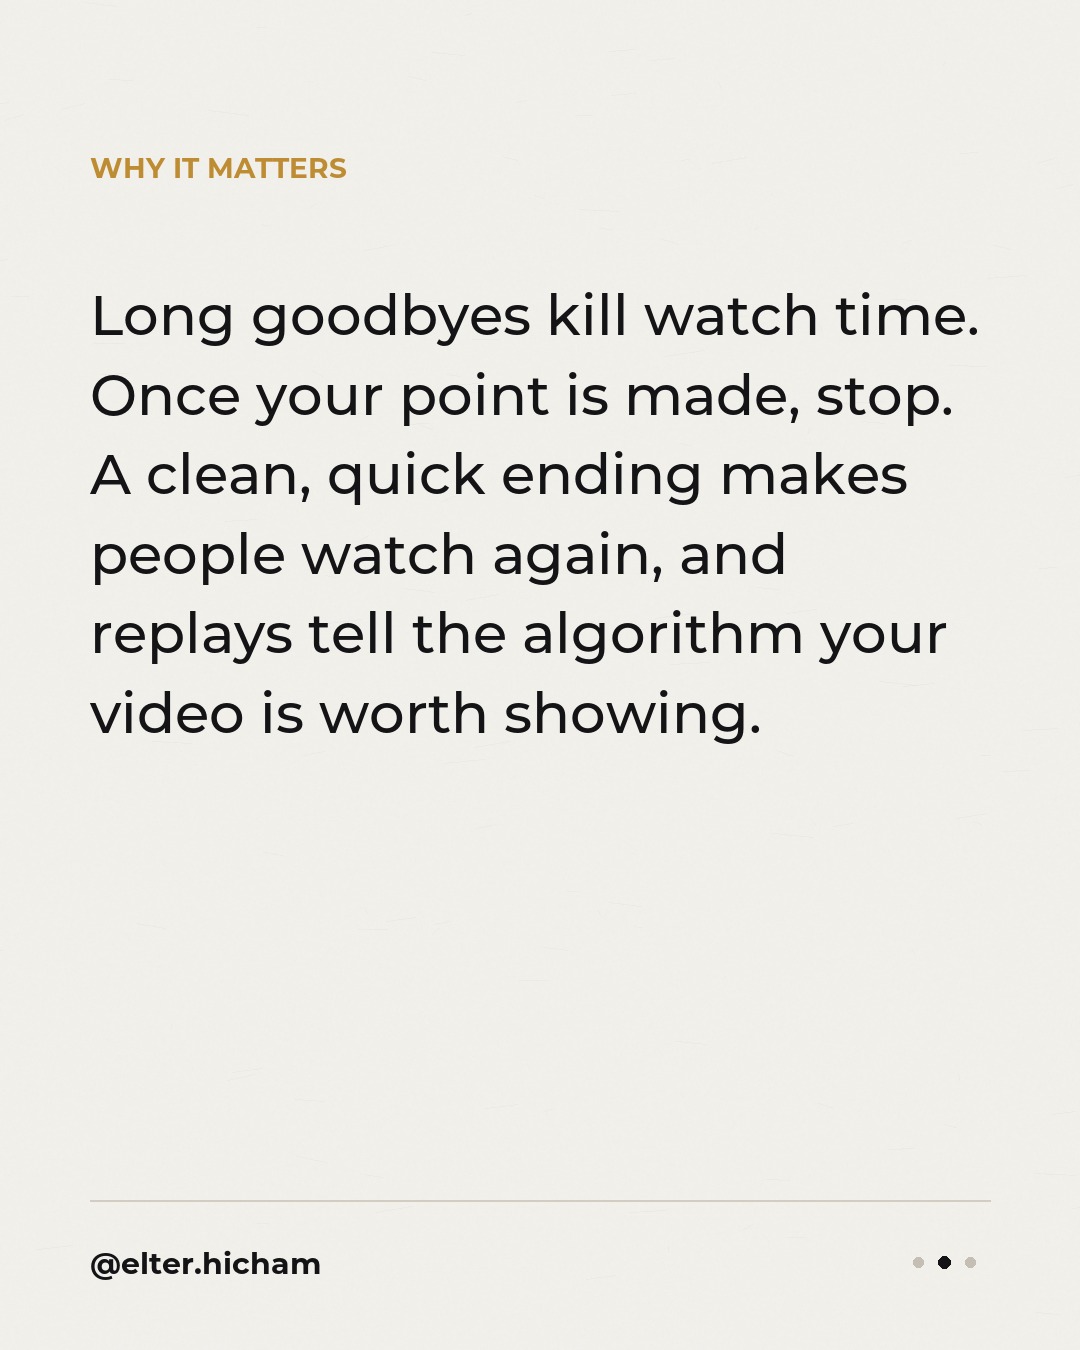 WHY IT MATTERS
Long goodbyes kill watch time.
Once your point is made, stop.
A clean, quick ending makes
people watch again, and
replays tell the algorithm your
video is worth showing.
@elter.hicham